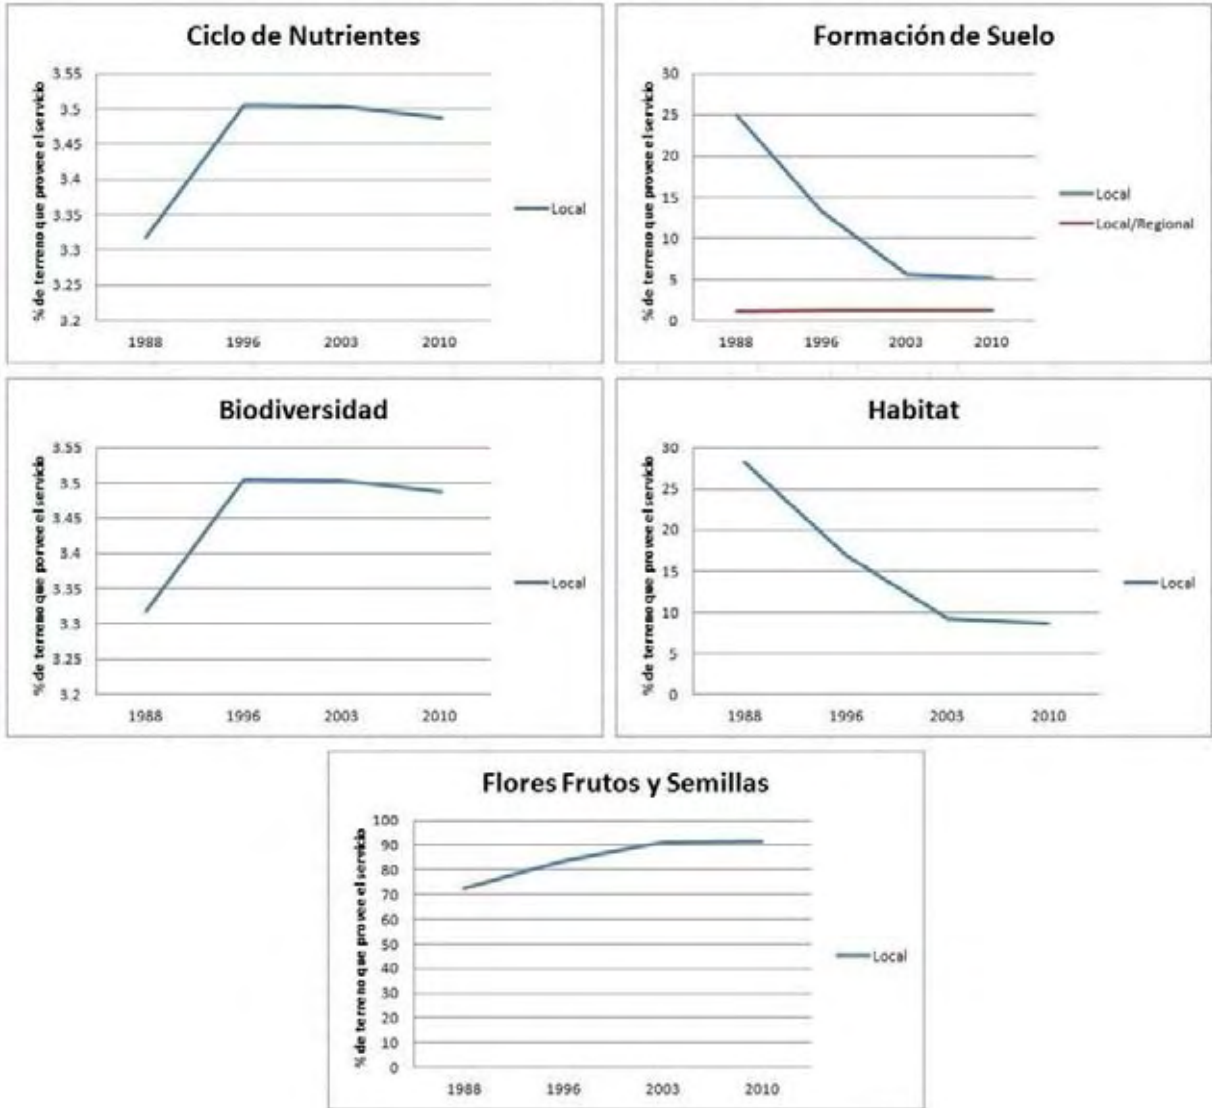 Ciclo de Nutrientes
% de terreno que provee el servicio
3.55
3.5
3.45
3.4
3.35
3.3
3.25
3.2
1988 1996 2003 2010
Local
Formación de Suelo
% de terreno que provee el servicio
30
25
20
15
10
5
0
1988 1996 2003 2010
Local
Local/Regional
Biodiversidad
% de terreno que porvee el servicio
3.55
3.5
3.45
3.4
3.35
3.3
3.25
3.2
1988 1996 2003 2010
Local
Habitat
% de terreno que provee el servicio
30
25
20
15
10
5
0
1988 1996 2003 2010
Local
Flores Frutos y Semillas
% de terreno que provee el servicio
100
90
80
70
60
50
40
30
20
10
0
1988 1996 2003 2010
Local